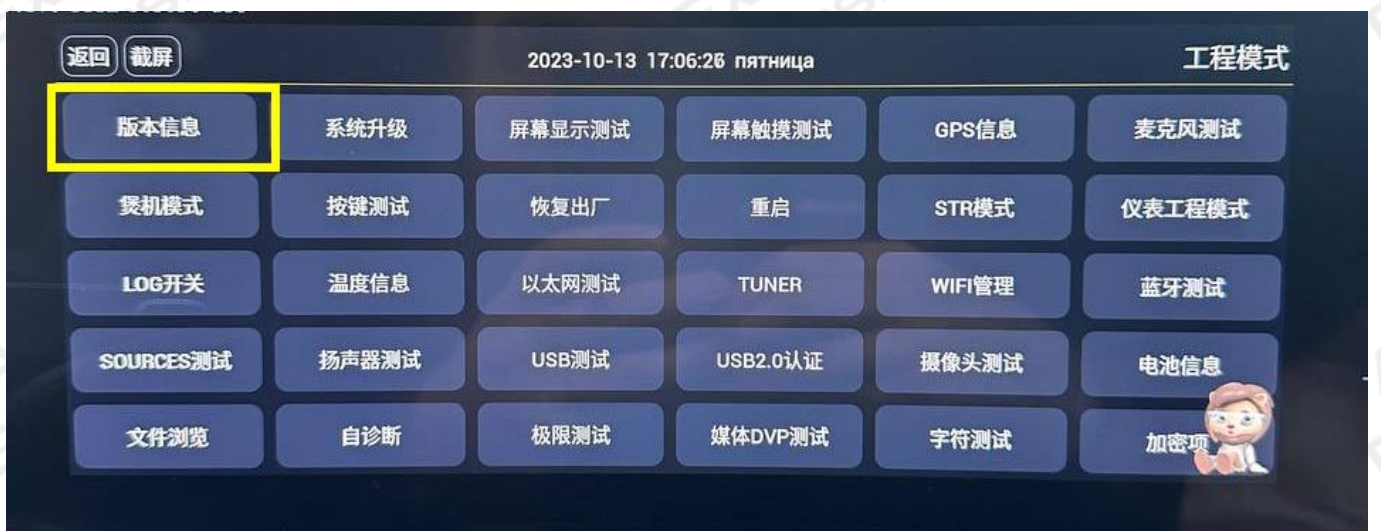 返回 截屏 2023-10-13 17:06:26 пятница 工程模式
版本信息 系统升级 屏幕显示测试 屏幕触摸测试 GPS信息 麦克风测试
煲机模式 按键测试 恢复出厂 重启 STR模式 仪表工程模式
LOG开关 温度信息 以太网测试 TUNER WIFI管理 蓝牙测试
SOURCES测试 扬声器测试 USB测试 USB2.0认证 摄像头测试 电池信息
文件浏览 自诊断 极限测试 媒体DVP测试 字符测试 加密项